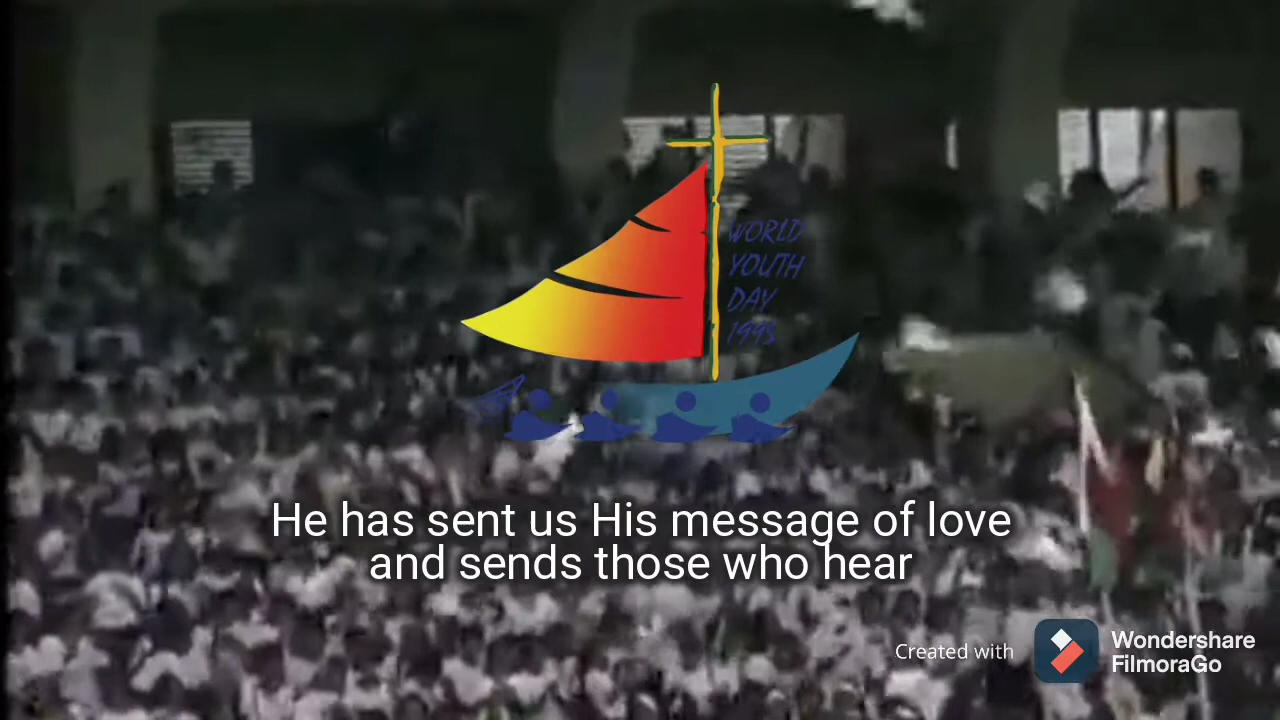 WORLD
YOUTH
DAY
1995
He has sent us His message of love
and sends those who hear
Created with
Wondershare
FilmoraGo